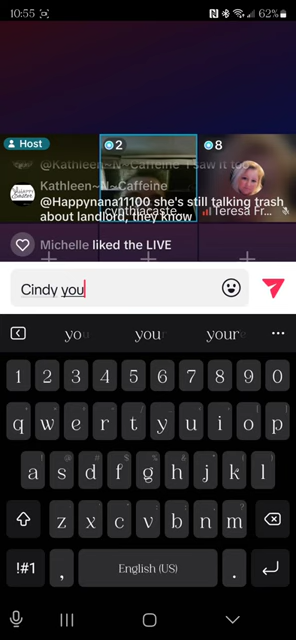 10:55
62%
Host
2
8
@Kathleen~N~Caffeine I saw it too
Kathleen~N~Caffeine
@Happynana11100 she's still talking trash
about landlord, they know
cynthiacaste
Teresa Fr...
Michelle liked the LIVE
Cindy you
you your your ...
1 2 3 4 5 6 7 8 9 0
q w e r t y u i o p
a s d f g h j k l
z x c v b n m
!#1 , English (US) .